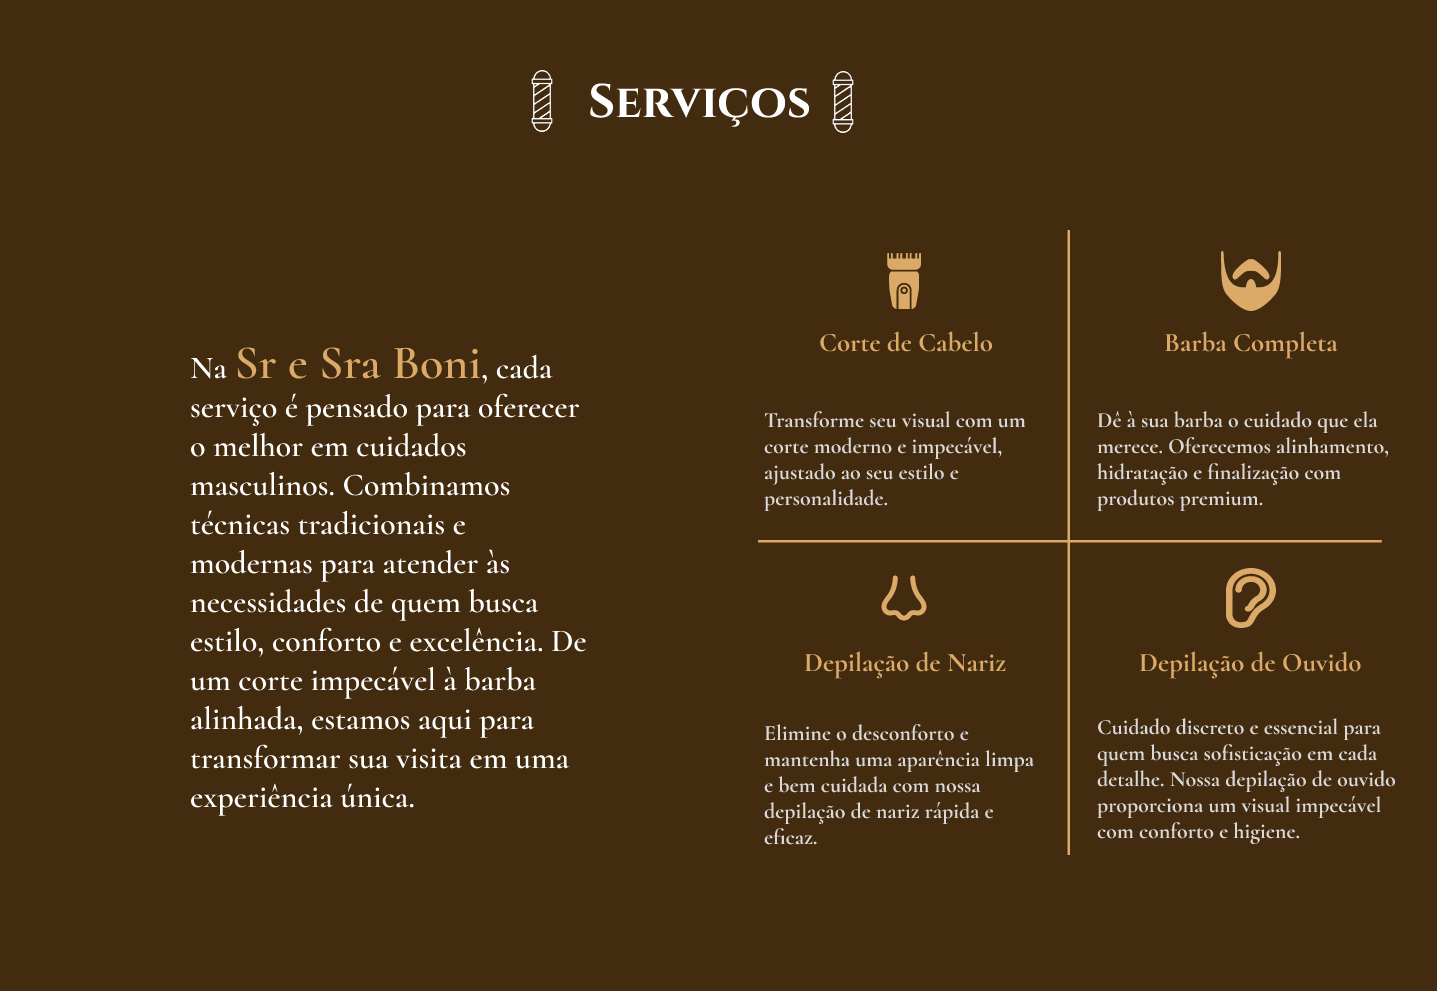 Serviços
Na Sr e Sra Boni, cada
serviço é pensado para oferecer
o melhor em cuidados
masculinos. Combinamos
técnicas tradicionais e
modernas para atender às
necessidades de quem busca
estilo, conforto e excelência. De
um corte impecável à barba
alinhada, estamos aqui para
transformar sua visita em uma
experiência única.
Corte de Cabelo
Transforme seu visual com um
corte moderno e impecável,
ajustado ao seu estilo e
personalidade.
Barba Completa
Dê à sua barba o cuidado que ela
merece. Oferecemos alinhamento,
hidratação e finalização com
produtos premium.
Depilação de Nariz
Elimine o desconforto e
mantenha uma aparência limpa
e bem cuidada com nossa
depilação de nariz rápida e
eficaz.
Depilação de Ouvido
Cuidado discreto e essencial para
quem busca sofisticação em cada
detalhe. Nossa depilação de ouvido
proporciona um visual impecável
com conforto e higiene.